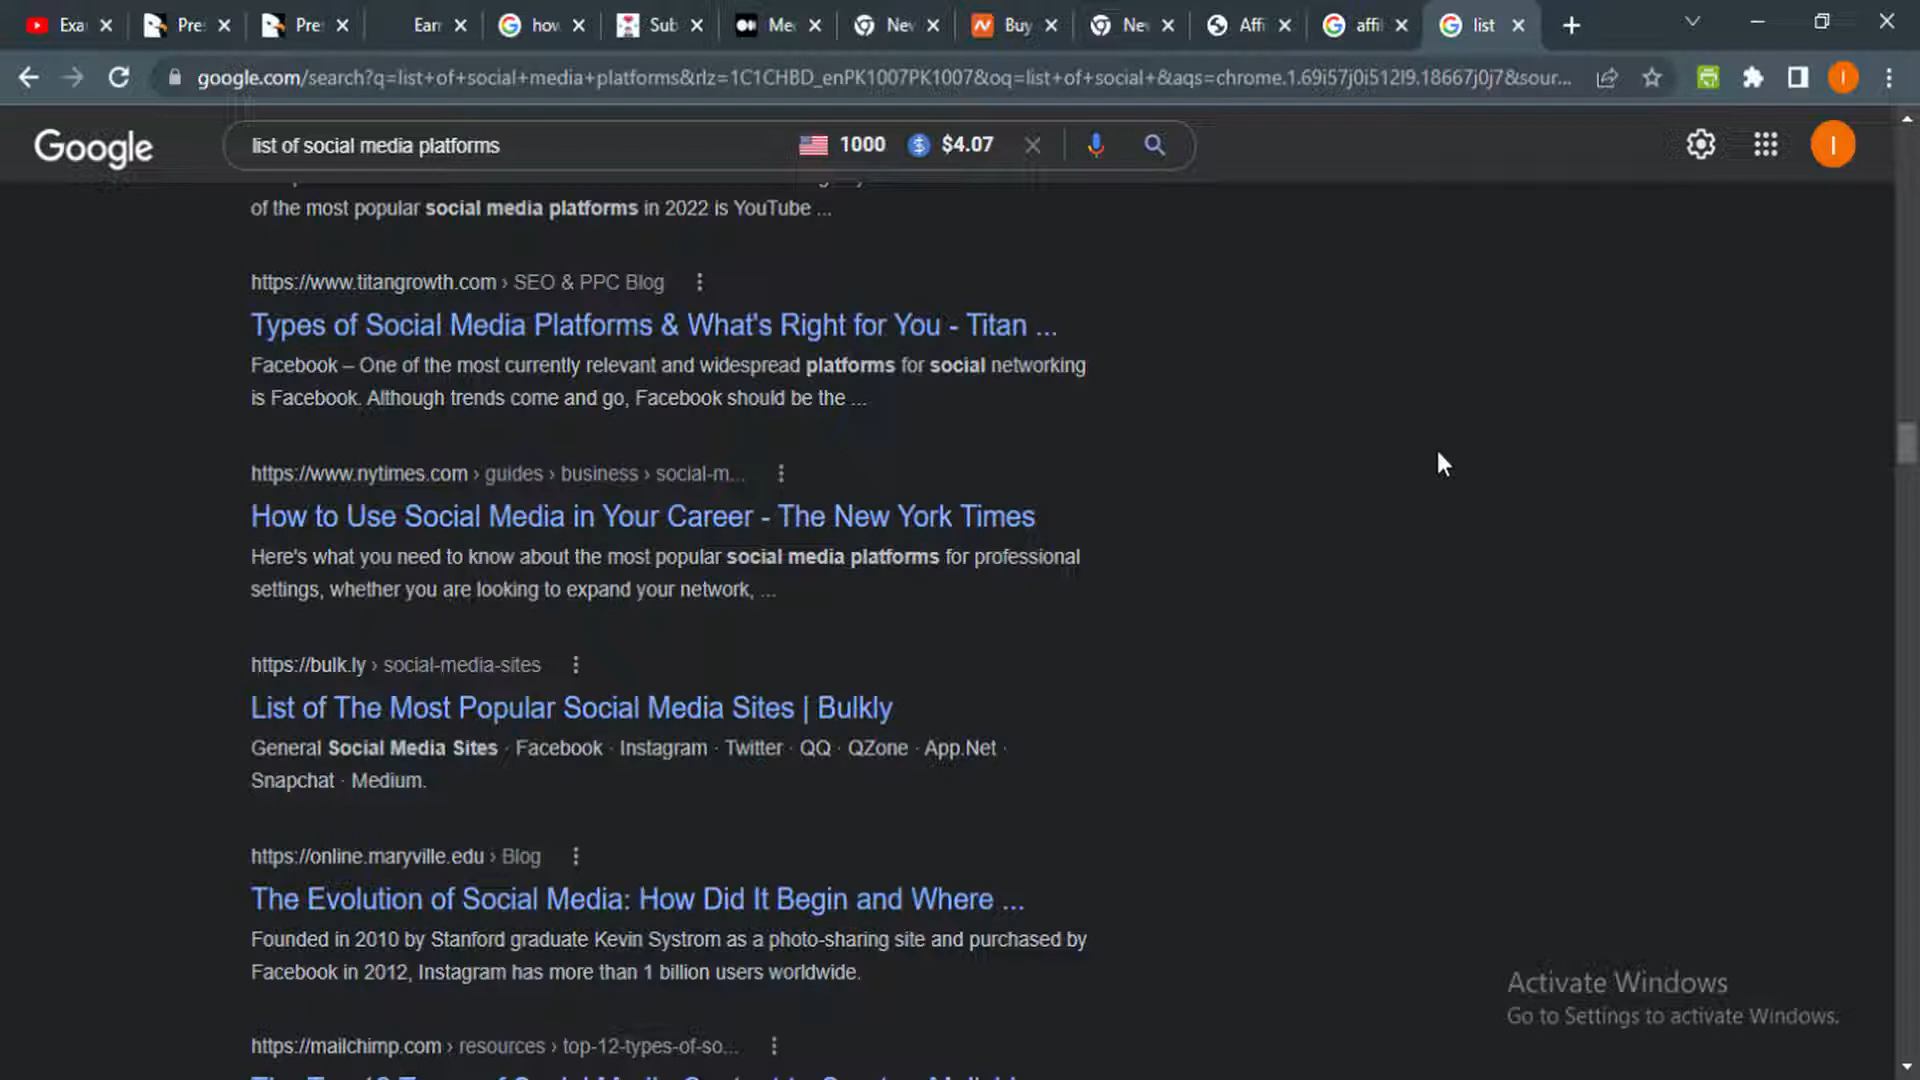 Exa
Pre
Pre
Earn
how
Sub
Me
Nev
Buy
Ne
Affi
affil
list
google.com/search?q=list+of+social+media+platforms&rlz=1C1CHBD_enPK1007PK1007&oq=list+of+social+&aqs=chrome.1.69i57j0i512l9.18667j0j7&sour...
I
Google
list of social media platforms
1000
$4.07
I
of the most popular social media platforms in 2022 is YouTube ...
https://www.titangrowth.com › SEO & PPC Blog
Types of Social Media Platforms & What's Right for You - Titan ...
Facebook – One of the most currently relevant and widespread platforms for social networking
is Facebook. Although trends come and go, Facebook should be the ...
https://www.nytimes.com › guides › business › social-m...
How to Use Social Media in Your Career - The New York Times
Here's what you need to know about the most popular social media platforms for professional
settings, whether you are looking to expand your network, ...
https://bulk.ly › social-media-sites
List of The Most Popular Social Media Sites | Bulkly
General Social Media Sites · Facebook · Instagram · Twitter · QQ · QZone · App.Net ·
Snapchat · Medium.
https://online.maryville.edu › Blog
The Evolution of Social Media: How Did It Begin and Where ...
Founded in 2010 by Stanford graduate Kevin Systrom as a photo-sharing site and purchased by
Facebook in 2012, Instagram has more than 1 billion users worldwide.
Activate Windows
Go to Settings to activate Windows.
https://mailchimp.com › resources › top-12-types-of-so...